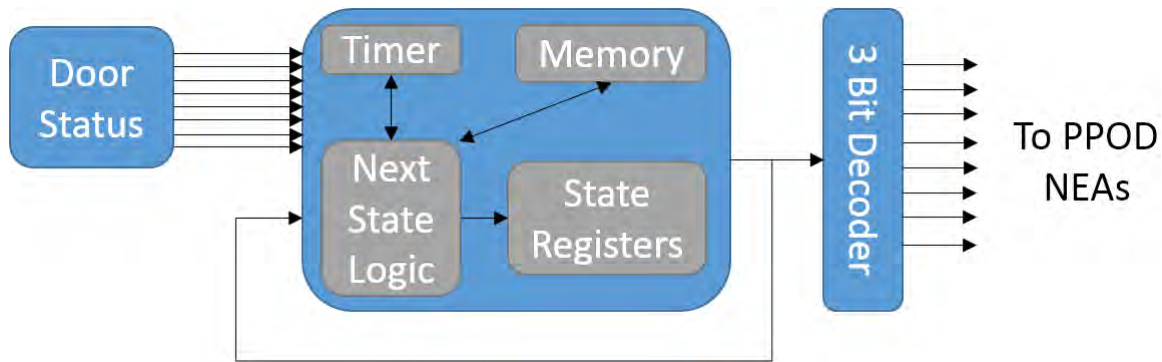 Door
Status
Timer
Memory
Next
State
Logic
State
Registers
3 Bit Decoder
To PPOD
NEAs